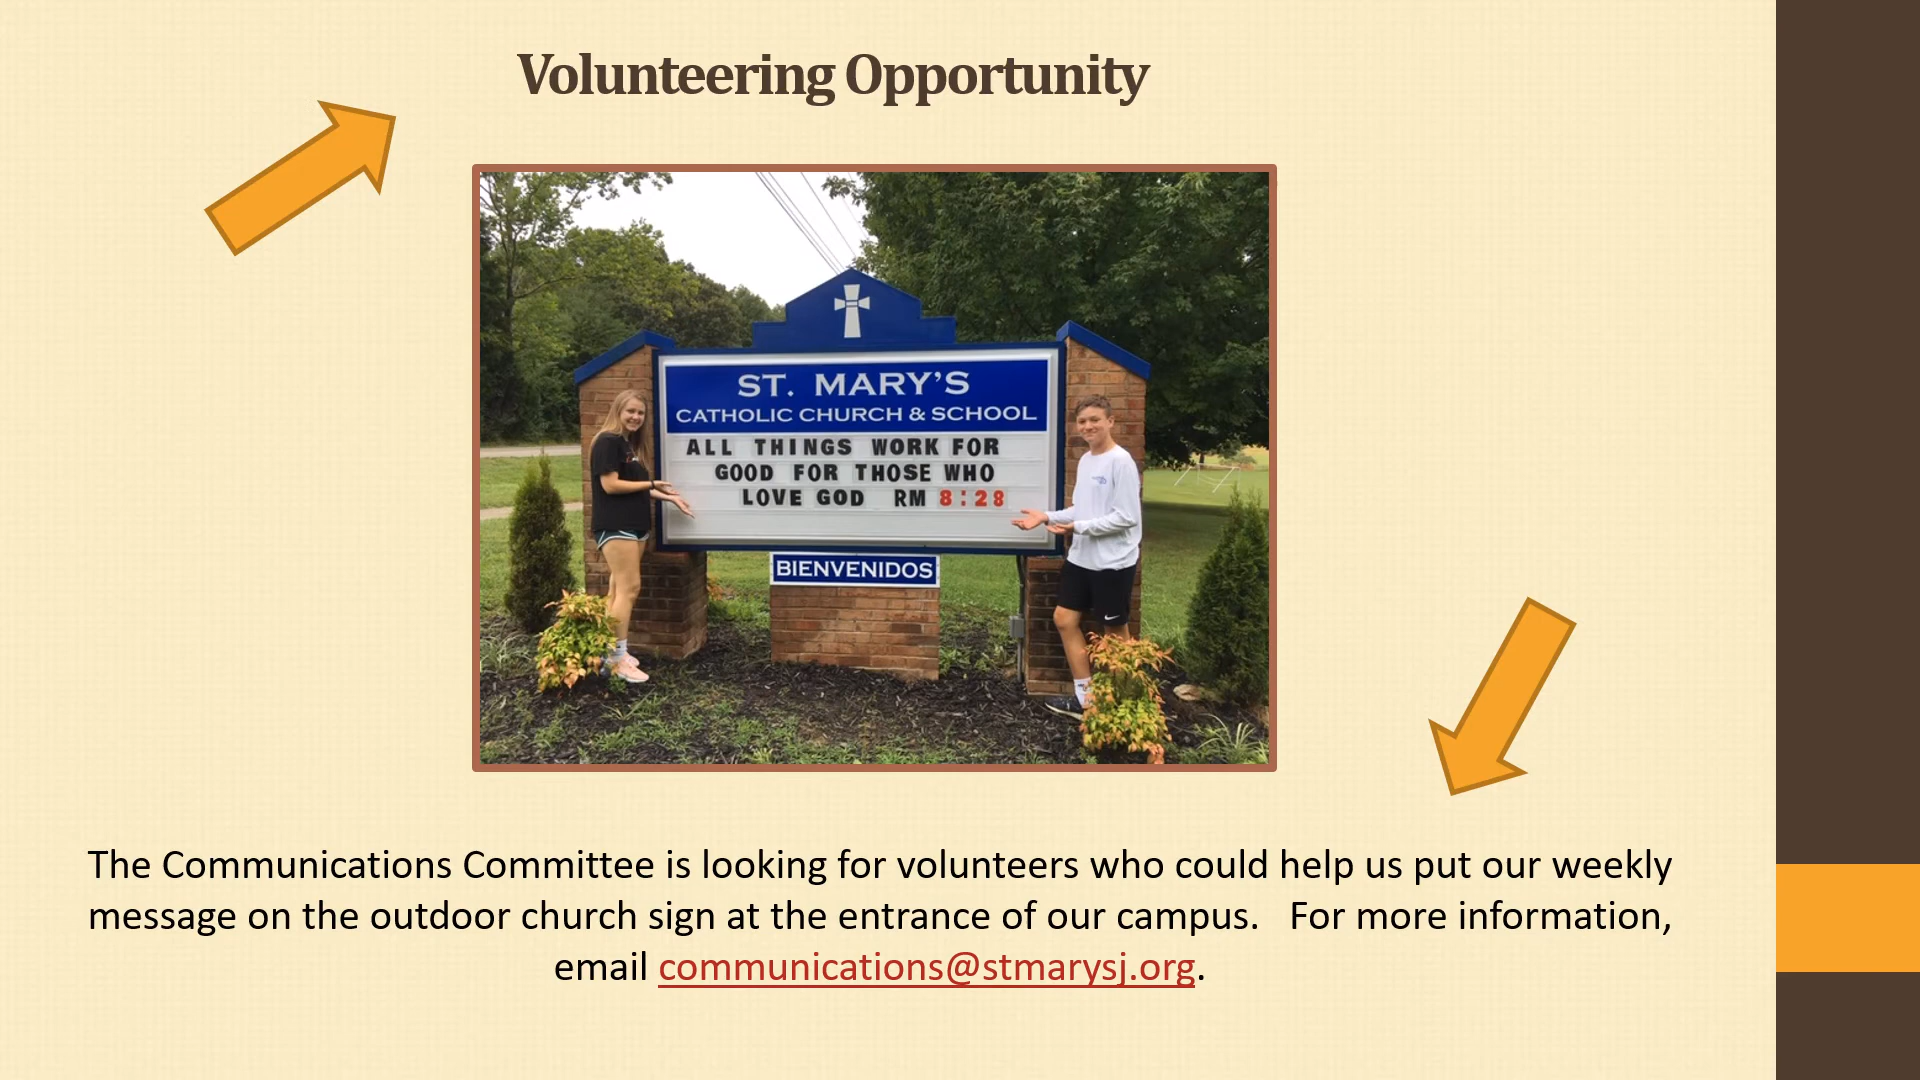 Volunteering Opportunity
ST. MARY'S
CATHOLIC CHURCH & SCHOOL
ALL THINGS WORK FOR
GOOD FOR THOSE WHO
LOVE GOD RM 8:28
BIENVENIDOS
The Communications Committee is looking for volunteers who could help us put our weekly
message on the outdoor church sign at the entrance of our campus. For more information,
email communications@stmarysj.org.